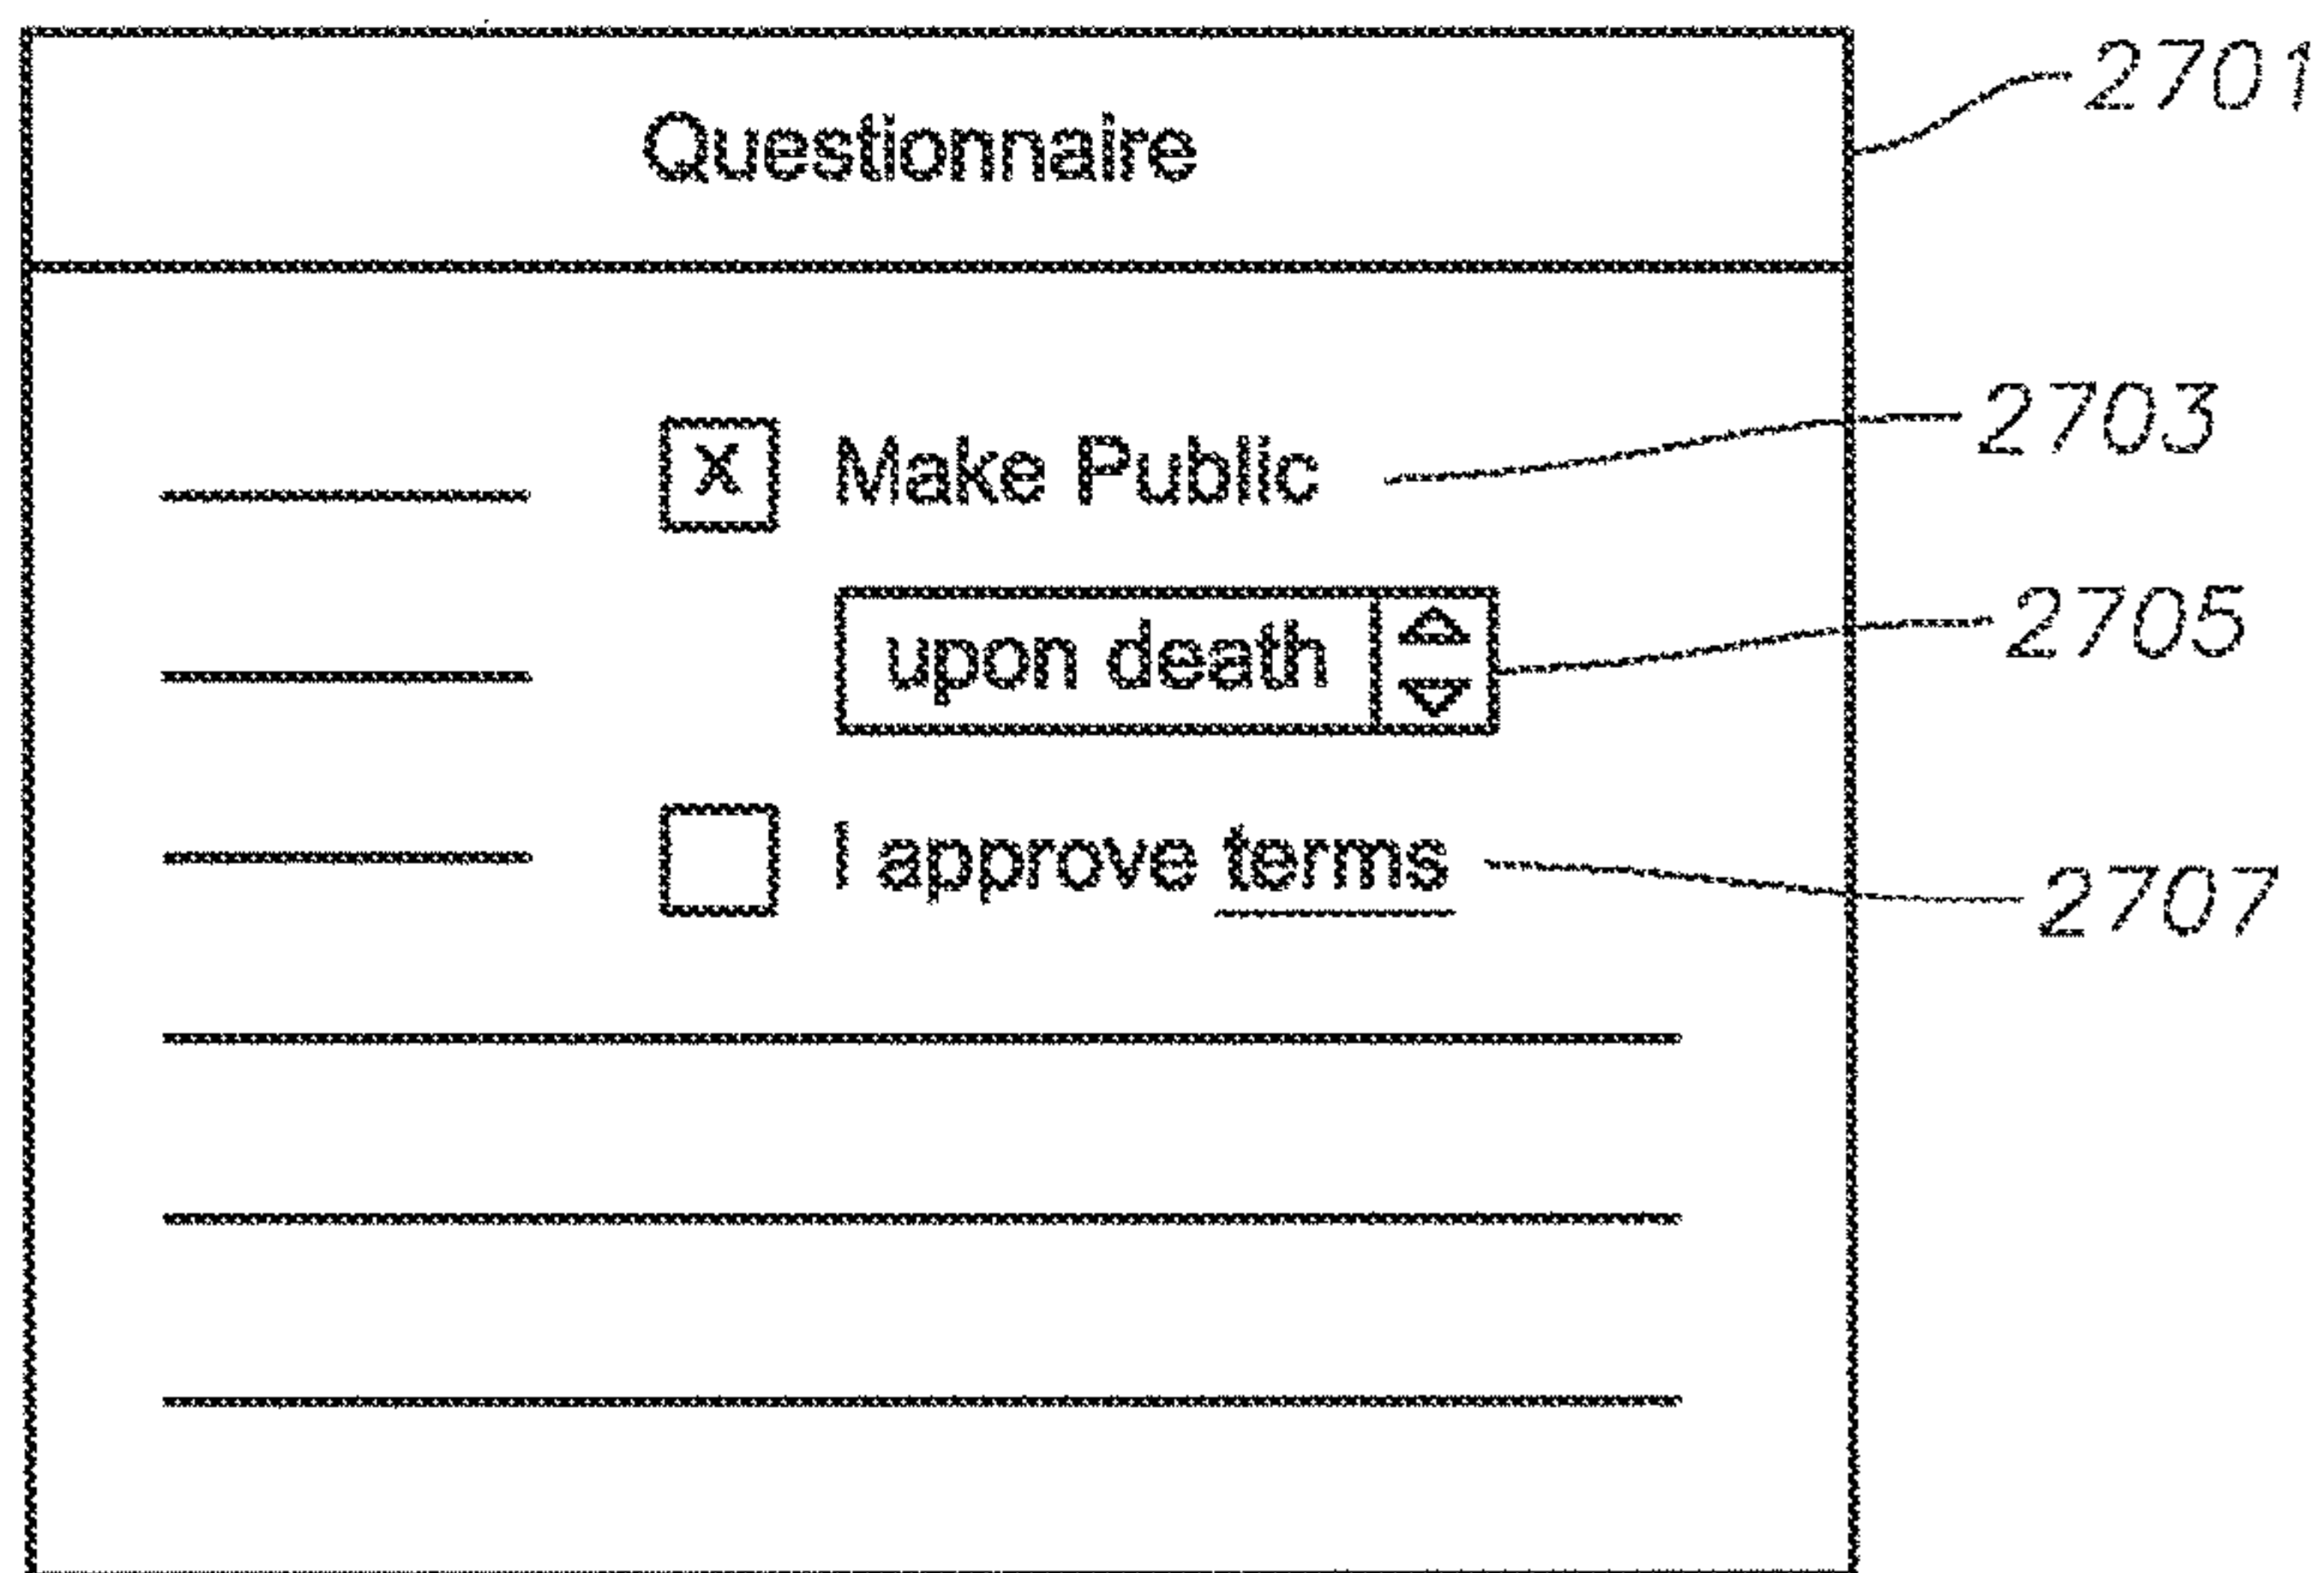 Questionnaire
2701
X Make Public
2703
upon death
2705
I approve terms
2707